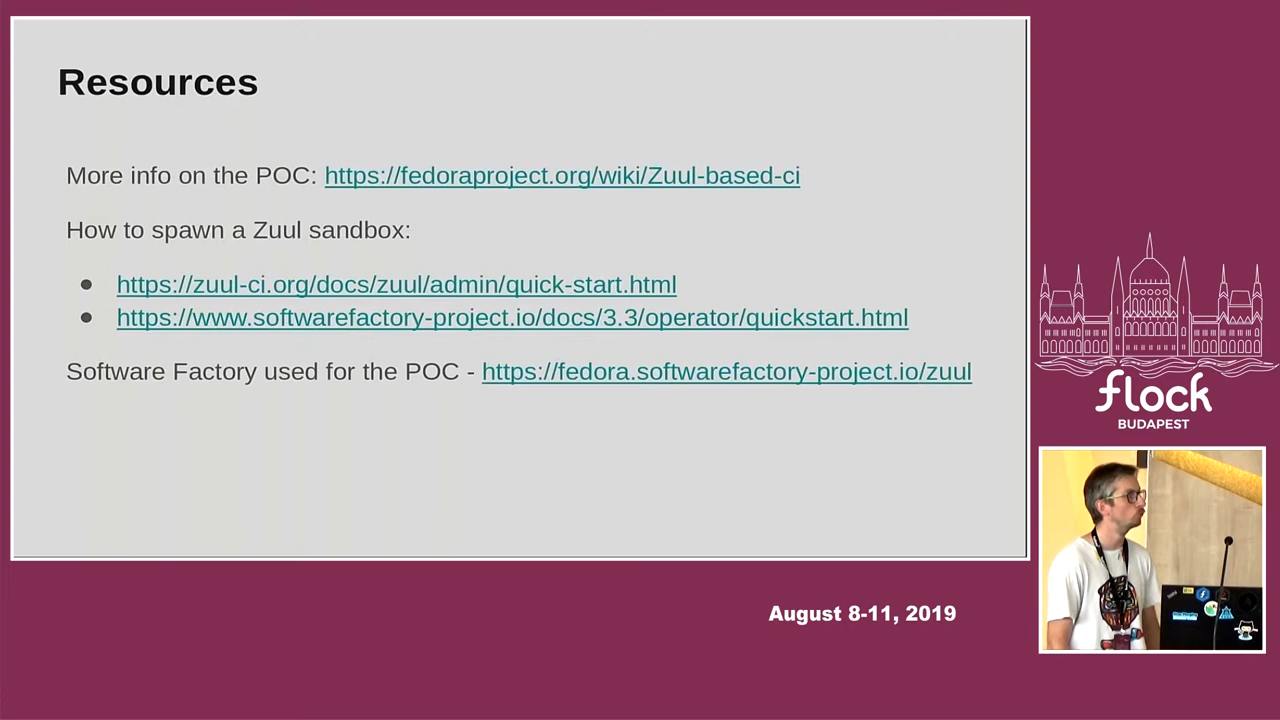 Resources
More info on the POC: https://fedoraproject.org/wiki/Zuul-based-ci
How to spawn a Zuul sandbox:
● https://zuul-ci.org/docs/zuul/admin/quick-start.html
● https://www.softwarefactory-project.io/docs/3.3/operator/quickstart.html
Software Factory used for the POC - https://fedora.softwarefactory-project.io/zuul
flock
BUDAPEST
August 8-11, 2019